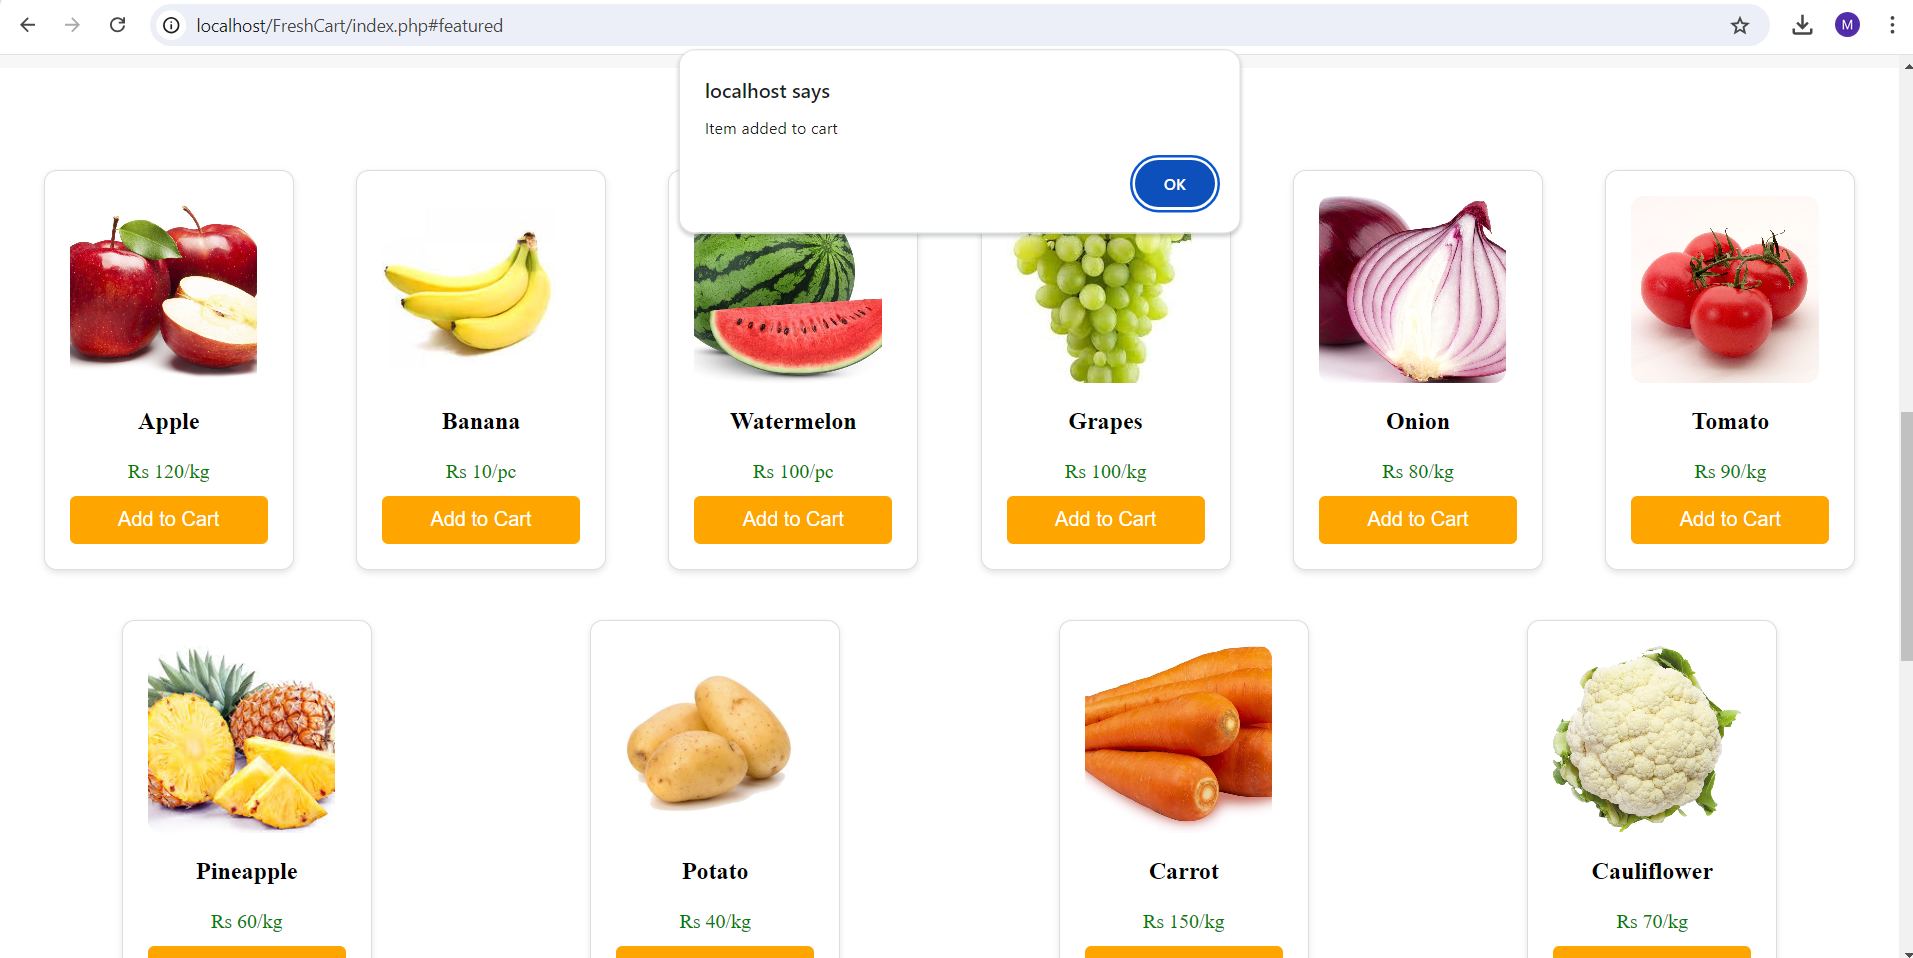 localhost/FreshCart/index.php#featured
M
localhost says
Item added to cart
OK
Apple
Banana
Watermelon
Grapes
Onion
Tomato
Rs 120/kg
Rs 10/pc
Rs 100/pc
Rs 100/kg
Rs 80/kg
Rs 90/kg
Add to Cart
Add to Cart
Add to Cart
Add to Cart
Add to Cart
Add to Cart
Pineapple
Potato
Carrot
Cauliflower
Rs 60/kg
Rs 40/kg
Rs 150/kg
Rs 70/kg